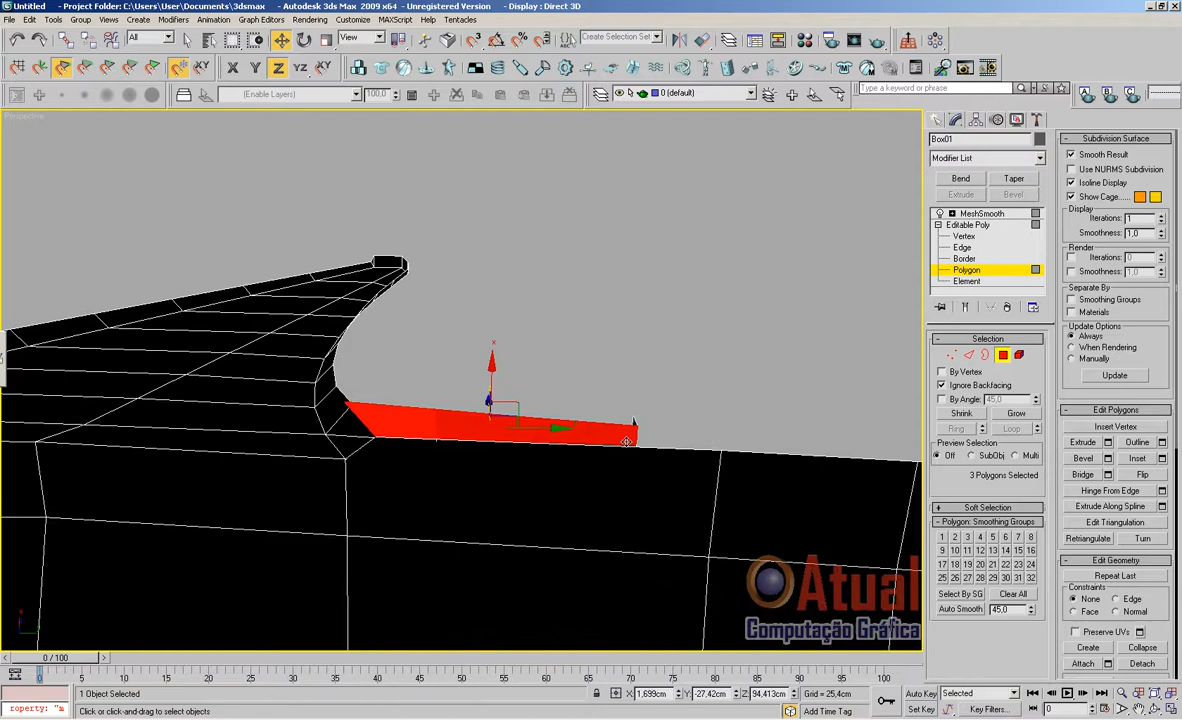 Untitled - Project Folder: C:\Users\User\Documents\3dsmax - Autodesk 3ds Max 2009 x64 - Unregistered Version - Display : Direct 3D
File Edit Tools Group Views Create Modifiers Animation Graph Editors Rendering Customize MAXScript Help Tentacles
All View Create Selection Set
X Y Z YZ XY
(Enable Layers) 100,0 0 (default) Type a keyword or phrase
Perspective
Box01
Modifier List
Bend Taper
Extrude Bevel
MeshSmooth
Editable Poly
Vertex
Edge
Border
Polygon
Element
Selection
By Vertex
Ignore Backfacing
By Angle: 45,0
Shrink Grow
Ring Loop
Preview Selection
Off SubObj Multi
3 Polygons Selected
Soft Selection
Polygon: Smoothing Groups
1 2 3 4 5 6 7 8
9 10 11 12 13 14 15 16
17 18 19 20 21 22 23 24
25 26 27 28 29 30 31 32
Select By SG Clear All
Auto Smooth 45,0
Subdivision Surface
Smooth Result
Use NURMS Subdivision
Isoline Display
Show Cage......
Display
Iterations: 1
Smoothness: 1,0
Render
Iterations: 0
Smoothness: 1,0
Separate By
Smoothing Groups
Materials
Update Options
Always
When Rendering
Manually
Update
Edit Polygons
Insert Vertex
Extrude Outline
Bevel Inset
Bridge Flip
Hinge From Edge
Extrude Along Spline
Edit Triangulation
Retriangulate Turn
Edit Geometry
Repeat Last
Constraints
None Edge
Face Normal
Preserve UVs
Create Collapse
Attach Detach
Atual
Computação Gráfica
0 / 100
0 5 10 15 20 25 30 35 40 45 50 55 60 65 70 75 80 85 90 95 100
1 Object Selected X: 1,699cm Y: -27,42cm Z: 94,413cm Grid = 25,4cm Auto Key Selected
roperty: "m Click or click-and-drag to select objects Add Time Tag Set Key Key Filters... 0